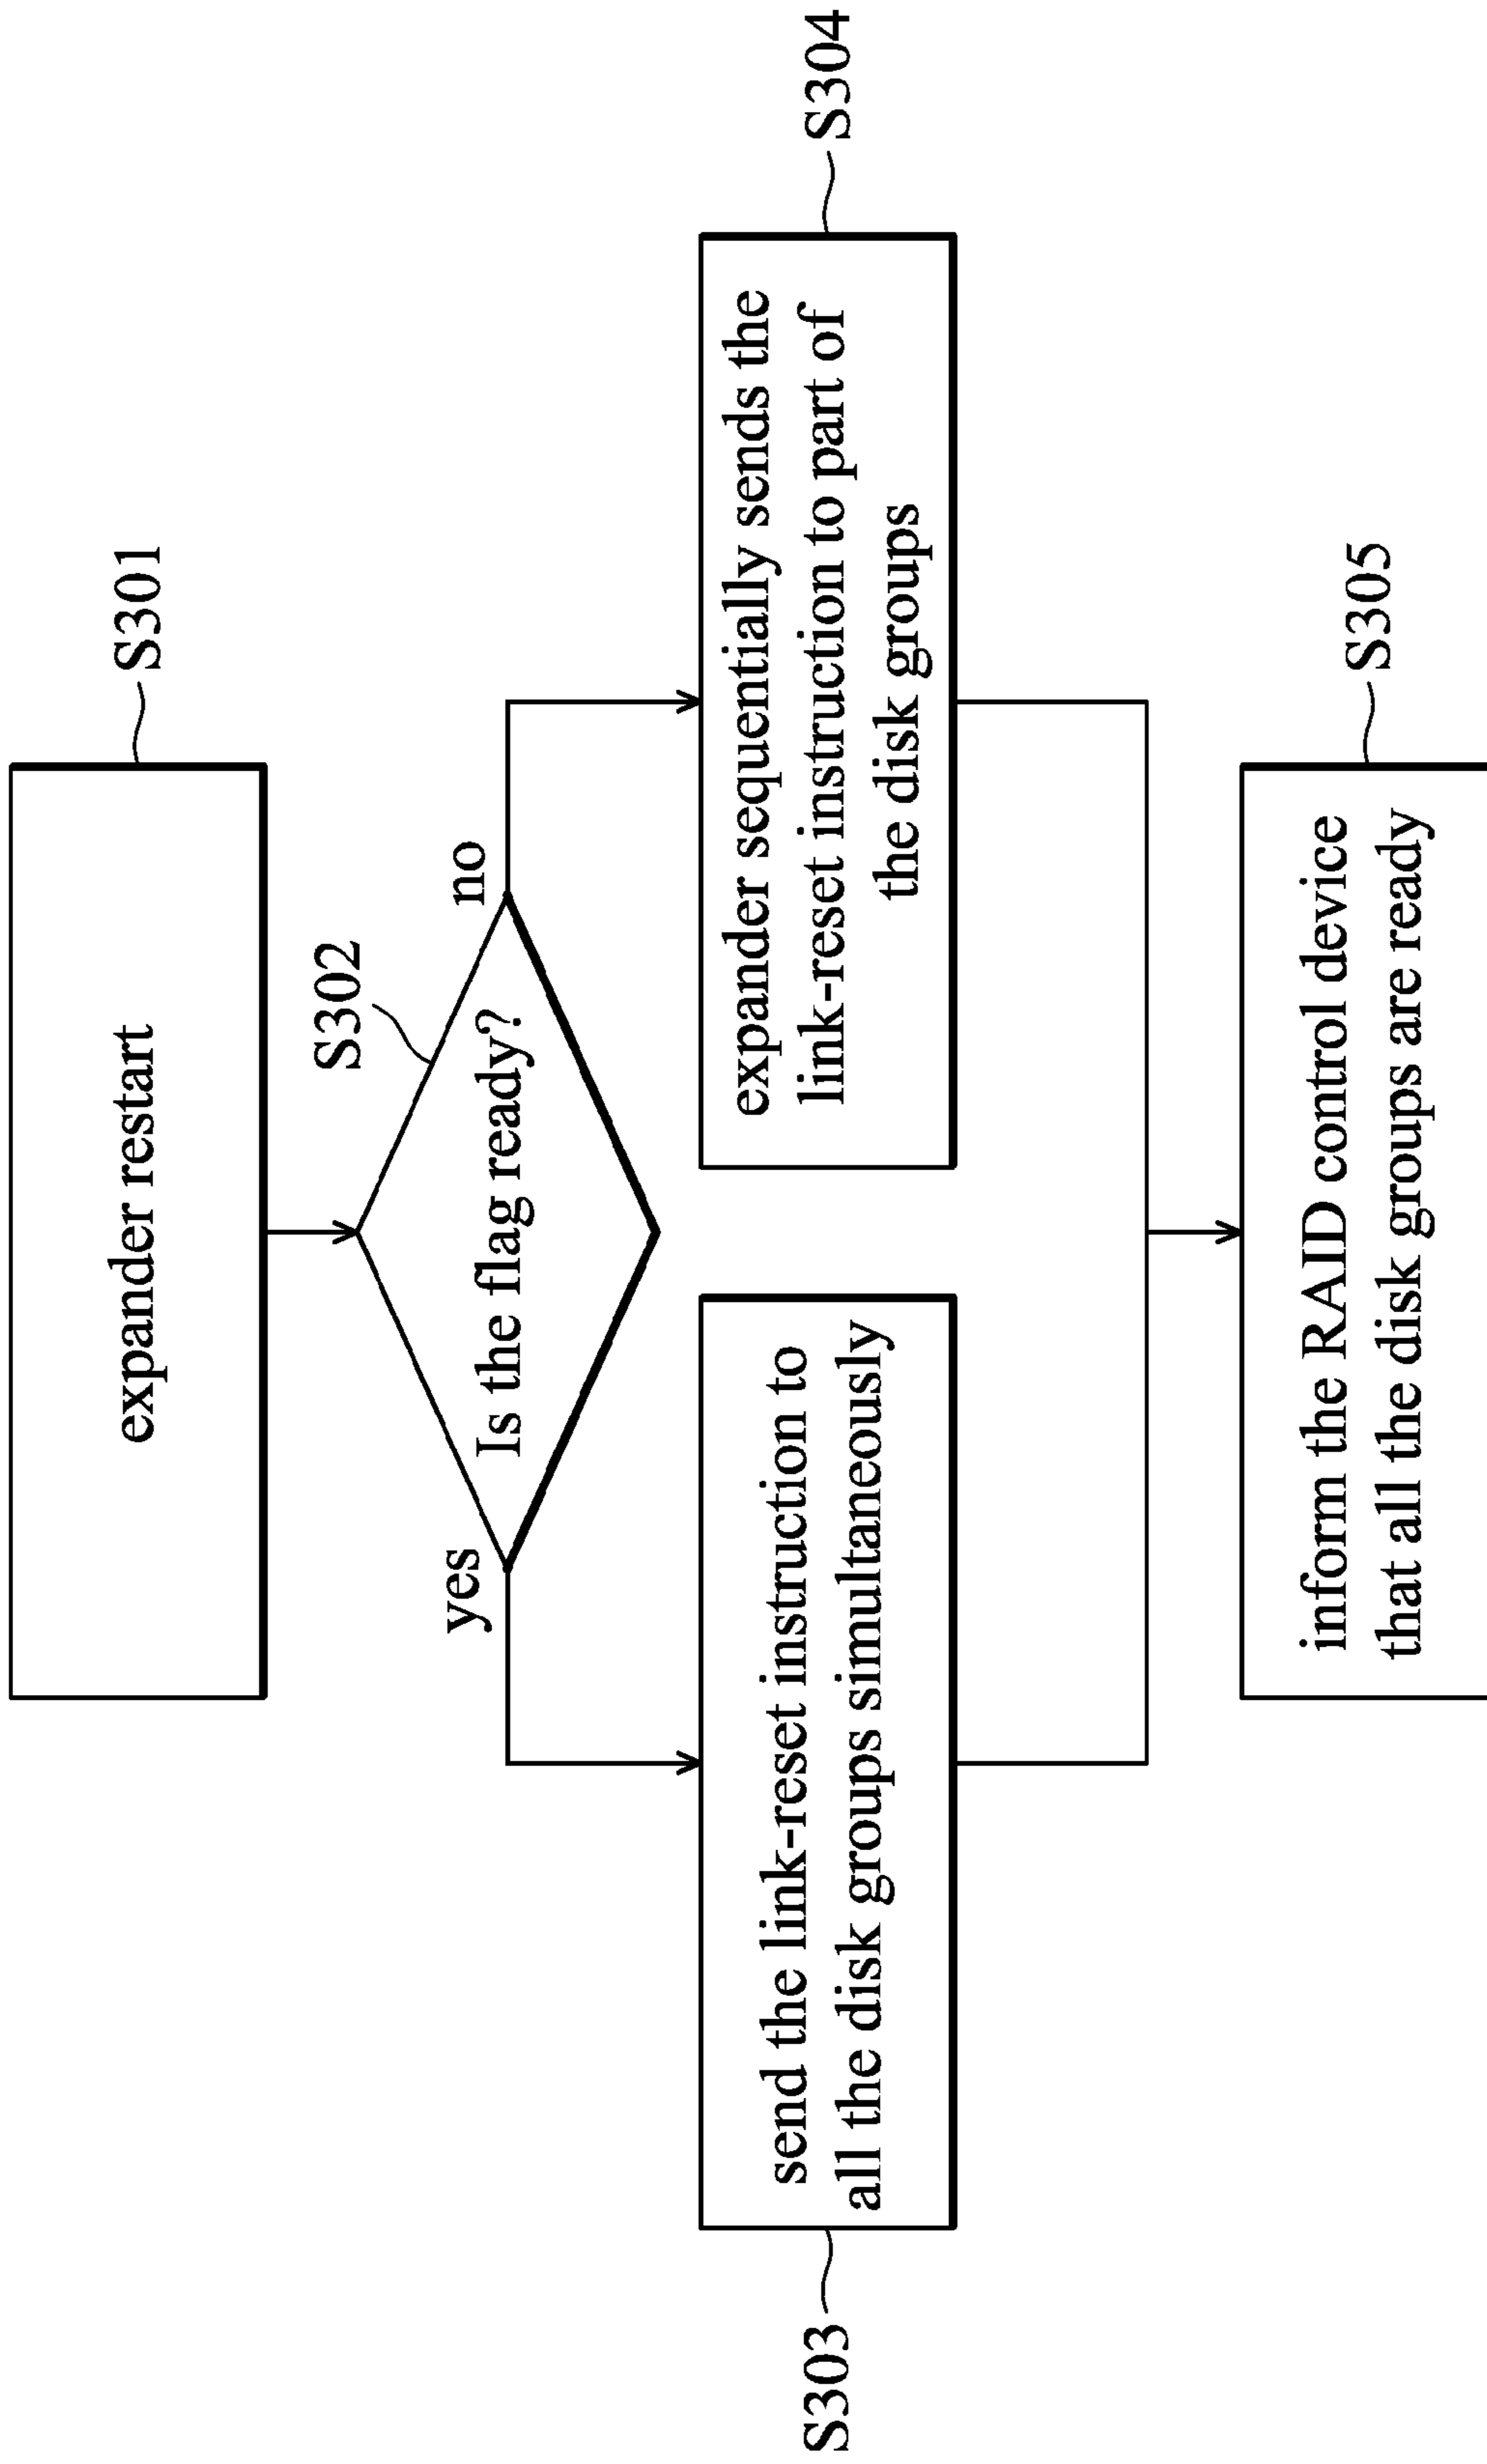 expander restart
S301
S302
Is the flag ready?
yes
no
send the link-reset instruction to
all the disk groups simultaneously
S303
expander sequentially sends the
link-reset instruction to part of
the disk groups
S304
inform the RAID control device
that all the disk groups are ready
S305